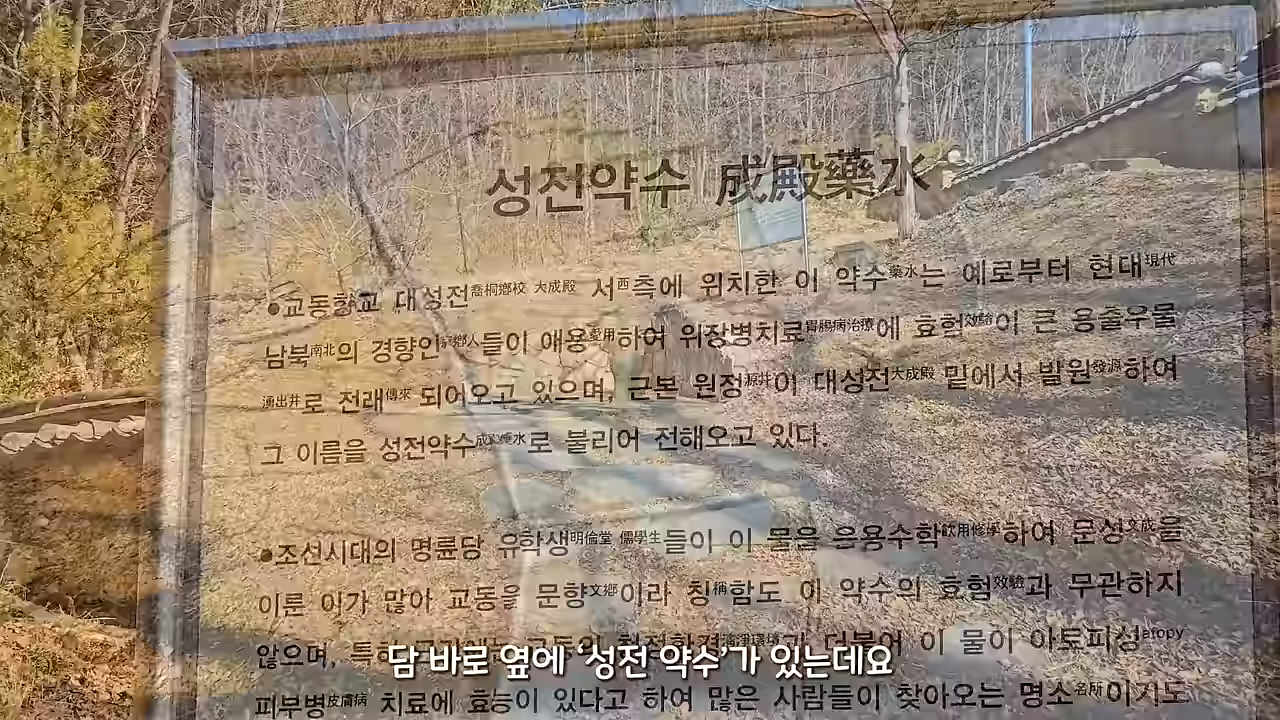 성전약수 成殿藥水
●교동향교 대성전喬桐鄕校 大成殿 서西측에 위치한 이 약수藥水는 예로부터 현대現代
남북南北의 경향인京鄕人들이 애용愛用하여 위장병치료胃腸病治療에 효험效驗이 큰 용출우물
湧出井로 전래傳來 되어오고 있으며, 근본 원정源井이 대성전大成殿 밑에서 발원發源하여
그 이름을 성전약수成殿藥水로 불리어 전해오고 있다.
●조선시대의 명륜당 유학생明倫堂 儒學生들이 이 물을 음용수학飮用修學하여 문성文成을
이룬 이가 많아 교동을 문향文鄕이라 칭稱함도 이 약수의 효험效驗과 무관하지
않으며, 특히 교동의 청정환경淸淨環境과 더불어 이 물이 아토피성atopy
피부병皮膚病 치료에 효능이 있다고 하여 많은 사람들이 찾아오는 명소名所이기도
담 바로 옆에 ‘성전 약수’가 있는데요